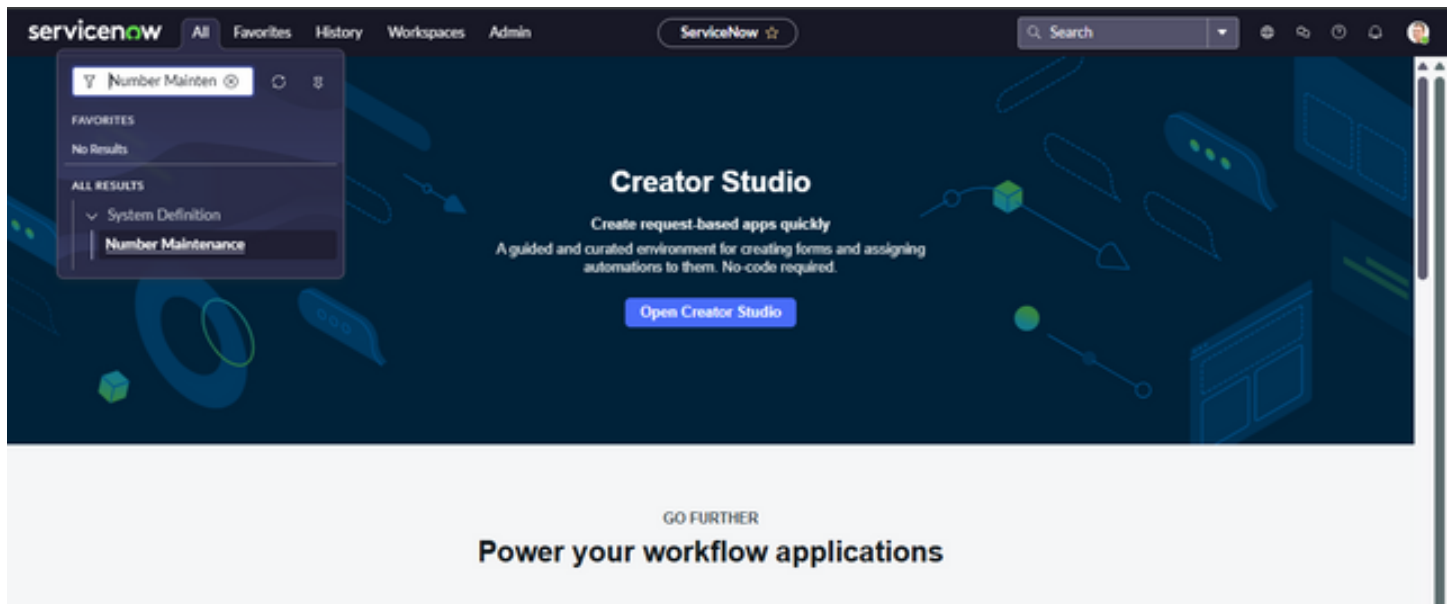 servicenow All Favorites History Workspaces Admin ServiceNow Search
Number Mainten
FAVORITES
No Results
ALL RESULTS
System Definition
Number Maintenance
Creator Studio
Create request-based apps quickly
A guided and curated environment for creating forms and assigning
automations to them. No-code required.
Open Creator Studio
GO FURTHER
Power your workflow applications